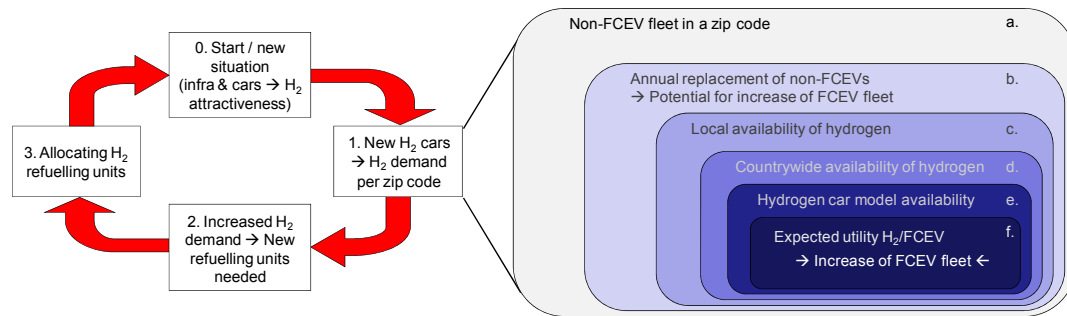 0. Start / new
situation
(infra & cars → H₂
attractiveness)
1. New H₂ cars
→ H₂ demand
per zip code
2. Increased H₂
demand → New
refuelling units
needed
3. Allocating H₂
refuelling units
Non-FCEV fleet in a zip code a.
Annual replacement of non-FCEVs b.
→ Potential for increase of FCEV fleet
Local availability of hydrogen c.
Countrywide availability of hydrogen d.
Hydrogen car model availability e.
Expected utility H₂/FCEV f.
→ Increase of FCEV fleet ←